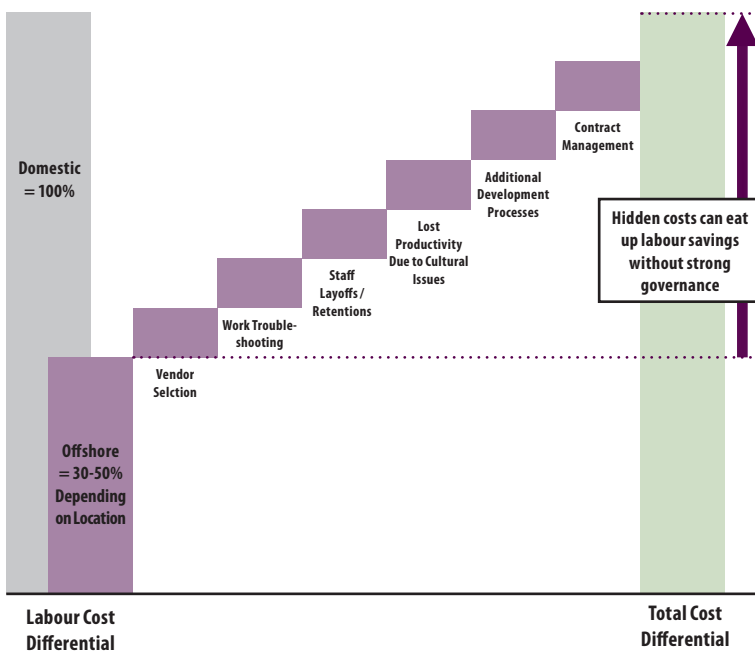 Domestic
= 100%
Offshore
= 30-50%
Depending
on Location
Vendor
Selction
Work Trouble-
shooting
Staff
Layoffs /
Retentions
Lost
Productivity
Due to Cultural
Issues
Additional
Development
Processes
Contract
Management
Hidden costs can eat
up labour savings
without strong
governance
Labour Cost
Differential
Total Cost
Differential